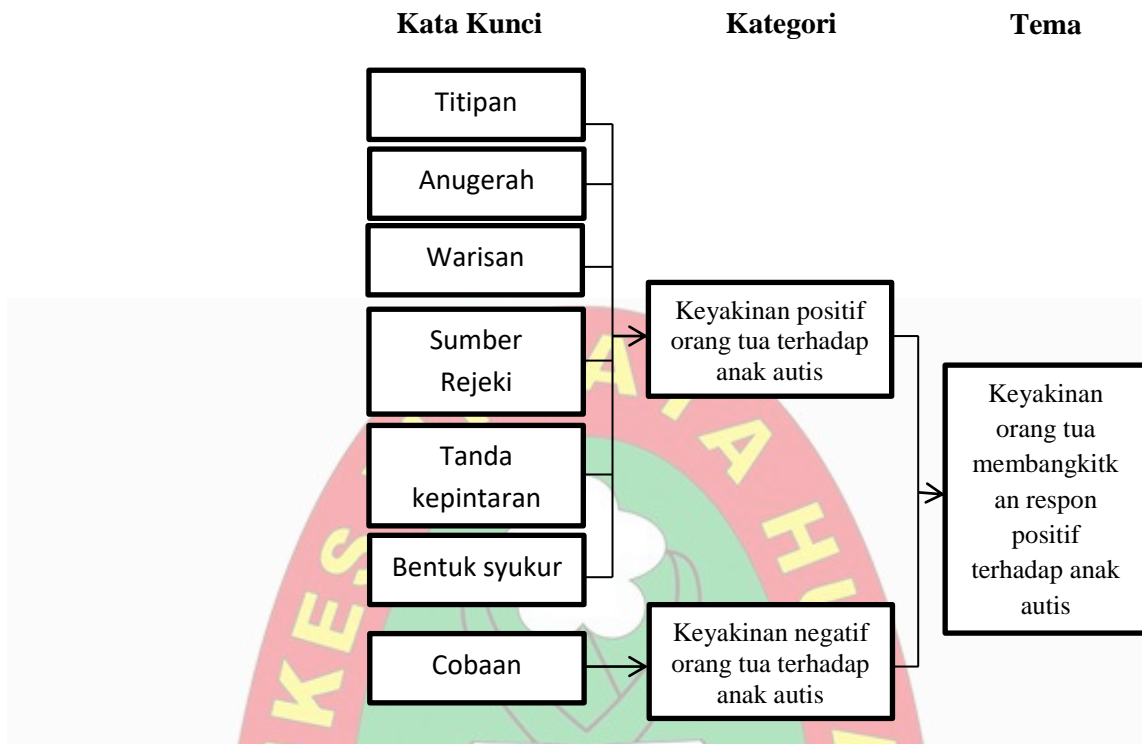 Kata Kunci Kategori Tema
Titipan
Anugerah
Warisan
Sumber
Rejeki
Tanda
kepintaran
Bentuk syukur
Cobaan
Keyakinan positif
orang tua terhadap
anak autis
Keyakinan negatif
orang tua terhadap
anak autis
Keyakinan
orang tua
membangkitk
an respon
positif
terhadap anak
autis